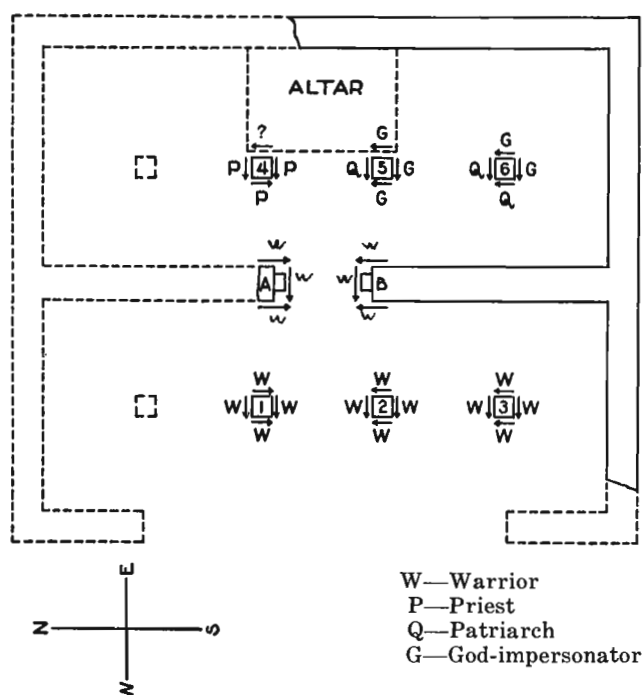 ALTAR
? G G
P 4 P Q 5 G Q 6 G
P G Q
W W
A W W B
W W
W W W
W 1 W W 2 W W 3 W
W W W
E
N S
W
W—Warrior
P—Priest
Q—Patriarch
G—God-impersonator